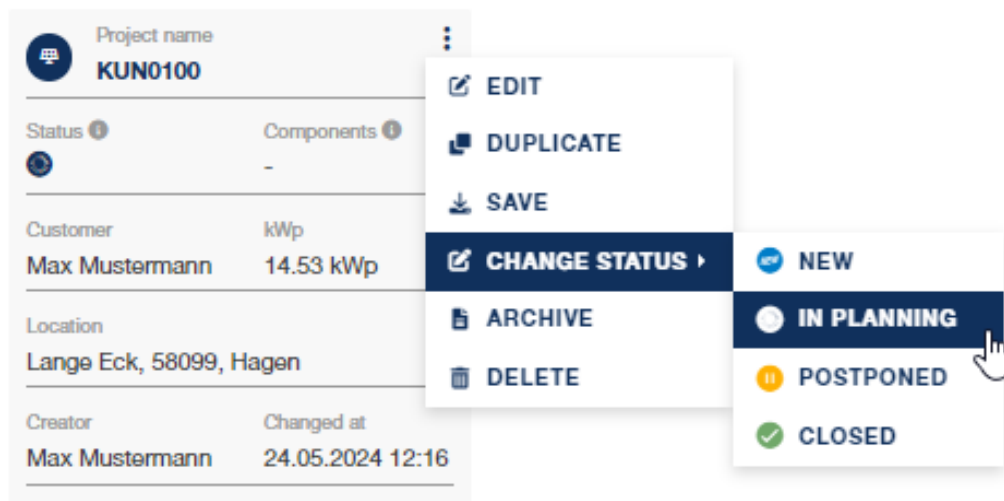 Project name
KUN0100
Status
Components
-
Customer
kWp
Max Mustermann
14.53 kWp
Location
Lange Eck, 58099, Hagen
Creator
Changed at
Max Mustermann
24.05.2024 12:16
EDIT
DUPLICATE
SAVE
CHANGE STATUS
ARCHIVE
DELETE
NEW
IN PLANNING
POSTPONED
CLOSED